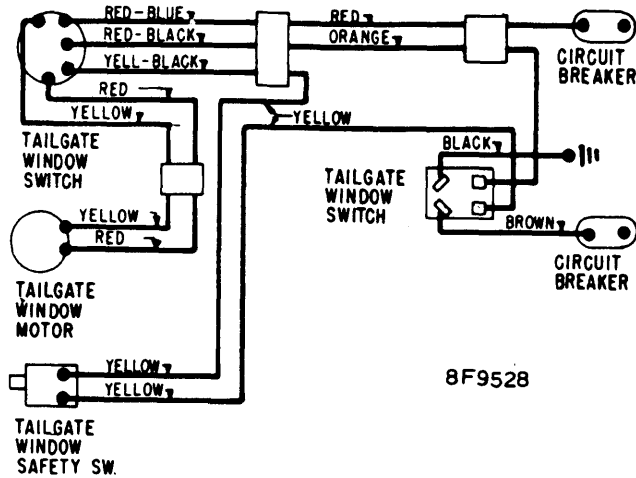 RED-BLUE
RED
RED-BLACK
ORANGE
CIRCUIT
BREAKER
YELL-BLACK
RED
YELLOW
YELLOW
TAILGATE
WINDOW
SWITCH
BLACK
TAILGATE
WINDOW
SWITCH
YELLOW
RED
BROWN
CIRCUIT
BREAKER
TAILGATE
WINDOW
MOTOR
YELLOW
YELLOW
8F9528
TAILGATE
WINDOW
SAFETY SW.